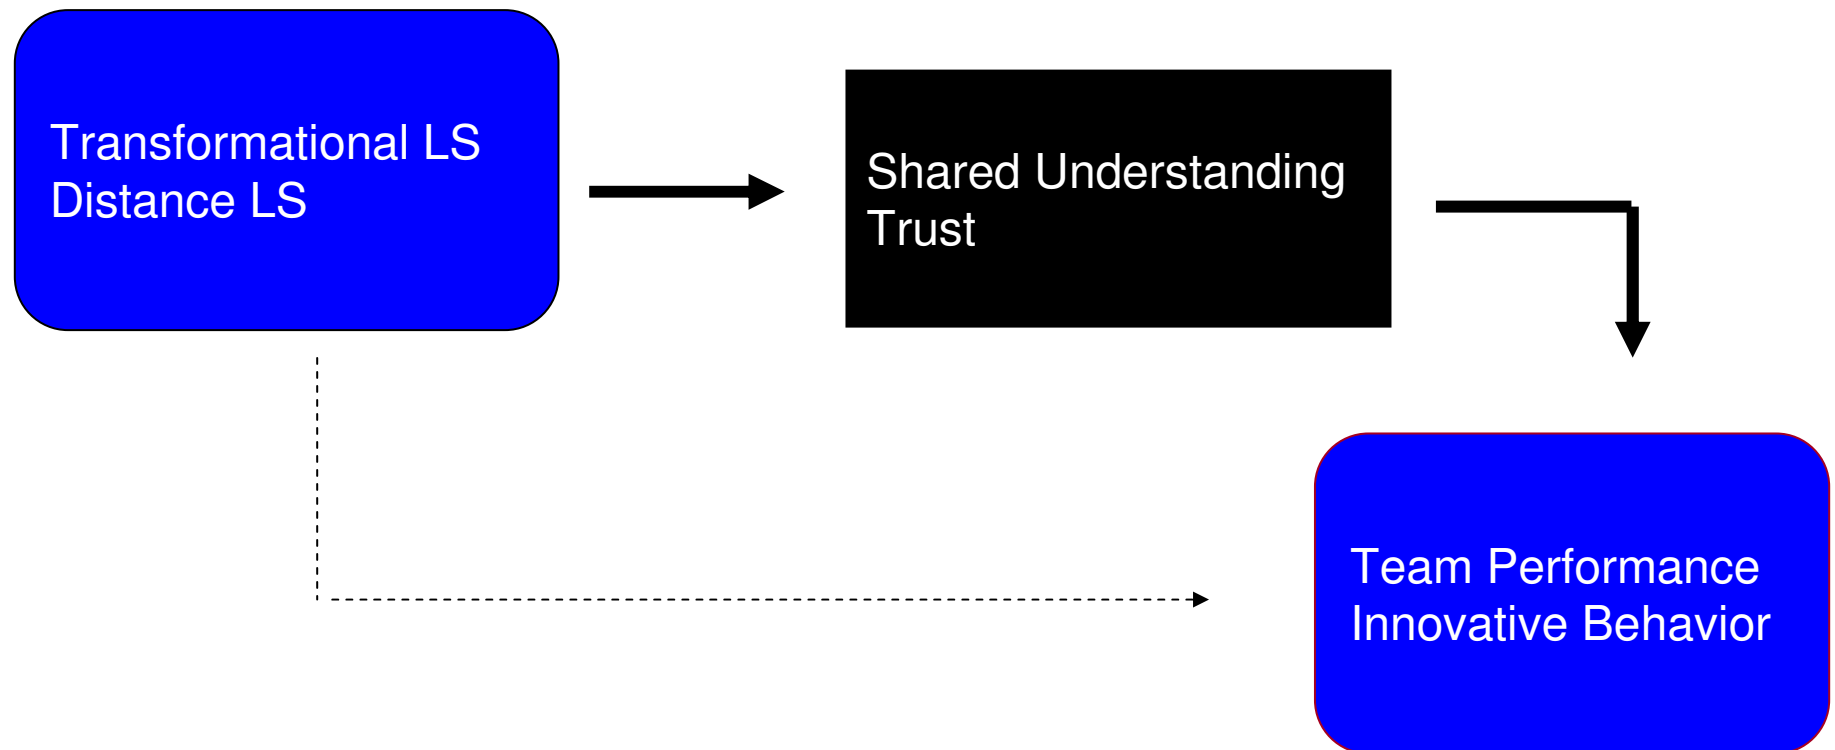 Transformational LS
Distance LS
Shared Understanding
Trust
Team Performance
Innovative Behavior